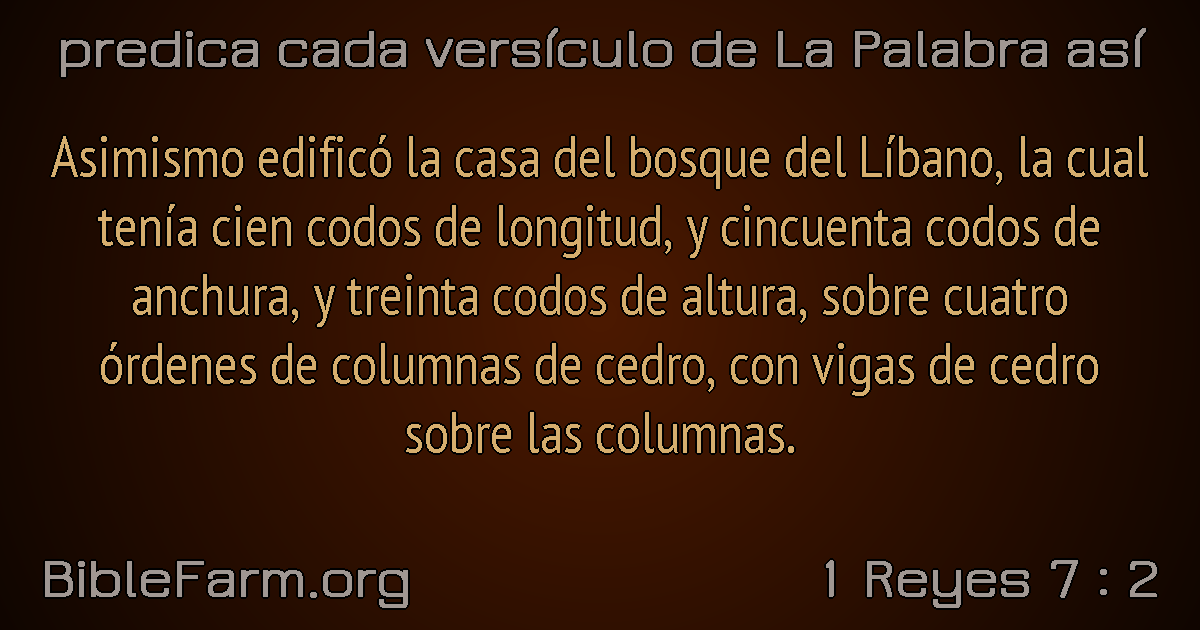 predica cada versículo de La Palabra así
Asimismo edificó la casa del bosque del Líbano, la cual
tenía cien codos de longitud, y cincuenta codos de
anchura, y treinta codos de altura, sobre cuatro
órdenes de columnas de cedro, con vigas de cedro
sobre las columnas.
BibleFarm.org
1 Reyes 7 : 2